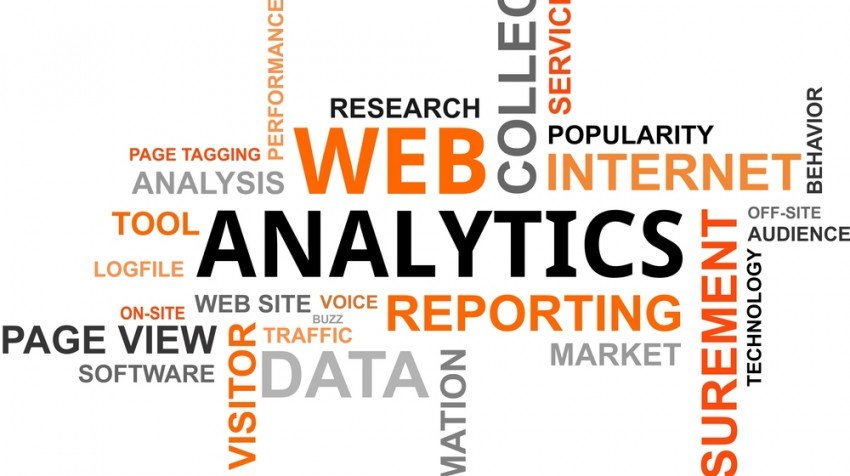 PERFORMANCE
COLLEC
SERVIC
RESEARCH
WEB
POPULARITY
BEHAVIOR
PAGE TAGGING
ANALYSIS
INTERNET
TOOL
ANALYTICS
OFF-SITE
AUDIENCE
LOGFILE
SUREMENT
TECHNOLOGY
ON-SITE
WEB SITE
VOICE
BUZZ
REPORTING
PAGE VIEW
VISITOR
TRAFFIC
MARKET
SOFTWARE
DATA
MATION